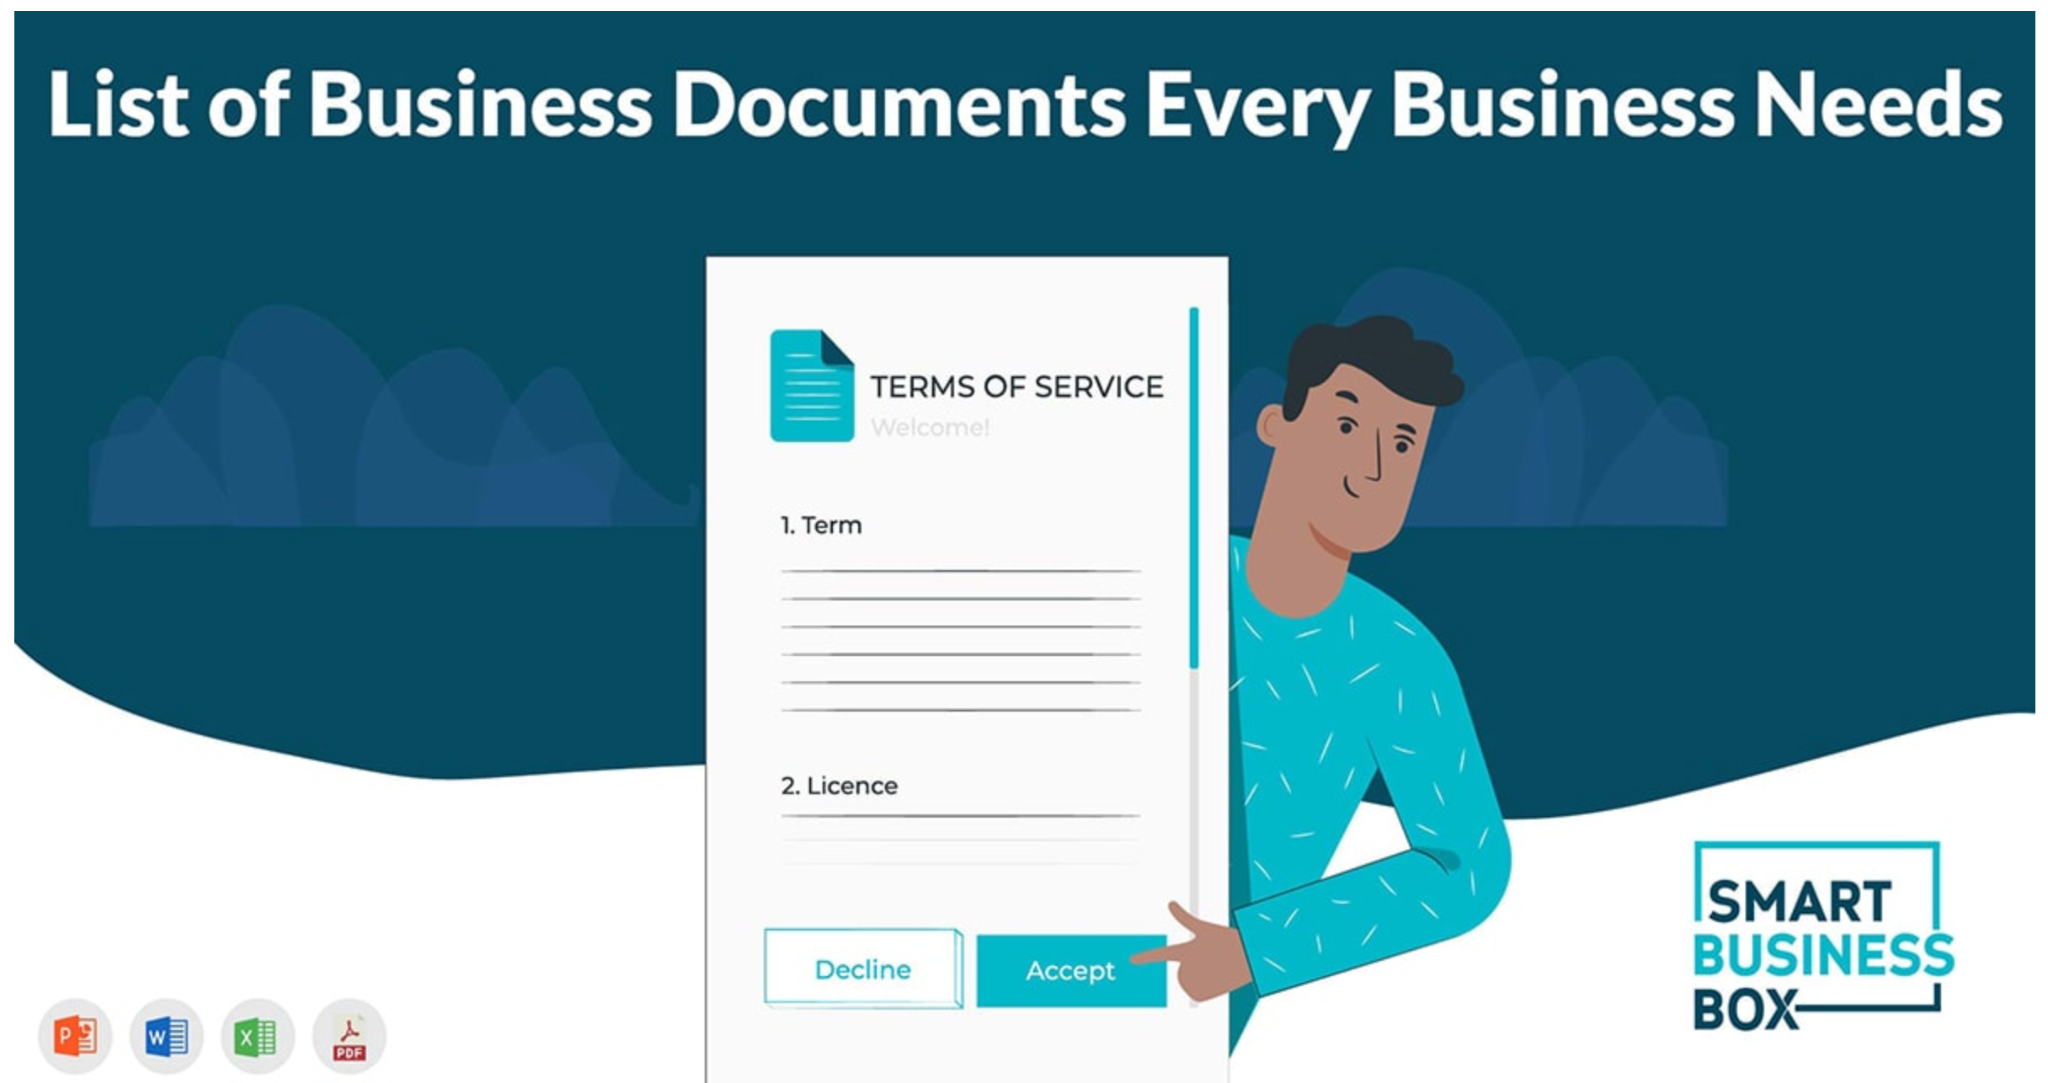 List of Business Documents Every Business Needs
TERMS OF SERVICE
Welcome!
1. Term
2. Licence
Decline
Accept
P
W
X
PDF
SMART
BUSINESS
BOX